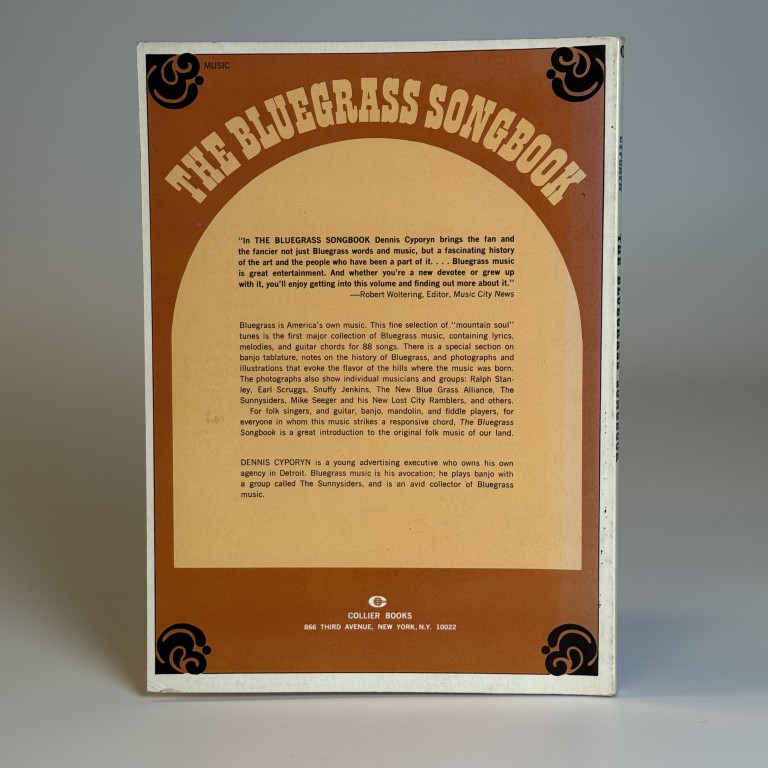 MUSIC
THE BLUEGRASS SONGBOOK
"In THE BLUEGRASS SONGBOOK Dennis Cyporyn brings the fan and
the fancier not just Bluegrass words and music, but a fascinating history
of the art and the people who have been a part of it. . . . Bluegrass music
is great entertainment. And whether you're a new devotee or grew up
with it, you'll enjoy getting into this volume and finding out more about it."
—Robert Woltering, Editor, Music City News
Bluegrass is America's own music. This fine selection of "mountain soul"
tunes is the first major collection of Bluegrass music, containing lyrics,
melodies, and guitar chords for 88 songs. There is a special section on
banjo tablature, notes on the history of Bluegrass, and photographs and
illustrations that evoke the flavor of the hills where the music was born.
The photographs also show individual musicians and groups: Ralph Stan-
ley, Earl Scruggs, Snuffy Jenkins, The New Blue Grass Alliance, The
Sunnysiders, Mike Seeger and his New Lost City Ramblers, and others.
For folk singers, and guitar, banjo, mandolin, and fiddle players, for
everyone in whom this music strikes a responsive chord, The Bluegrass
Songbook is a great introduction to the original folk music of our land.
DENNIS CYPORYN is a young advertising executive who owns his own
agency in Detroit. Bluegrass music is his avocation; he plays banjo with
a group called The Sunnysiders, and is an avid collector of Bluegrass
music.
COLLIER BOOKS
866 THIRD AVENUE, NEW YORK, N.Y. 10022
CYPORYN
THE BLUEGRASS SONGBOOK